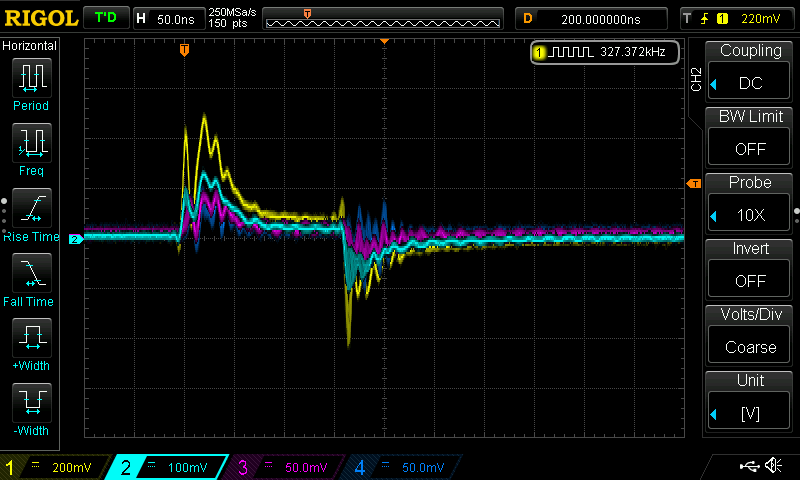 RIGOL T'D H 50.0ns 250MSa/s 150 pts T D 200.000000ns T 1 220mV
Horizontal
Period
Freq
Rise Time
Fall Time
+Width
-Width
T
1 327.372kHz
T
2
CH2
Coupling
DC
BW Limit
OFF
Probe
10X
Invert
OFF
Volts/Div
Coarse
Unit
[V]
1 200mV 2 100mV 3 50.0mV 4 50.0mV